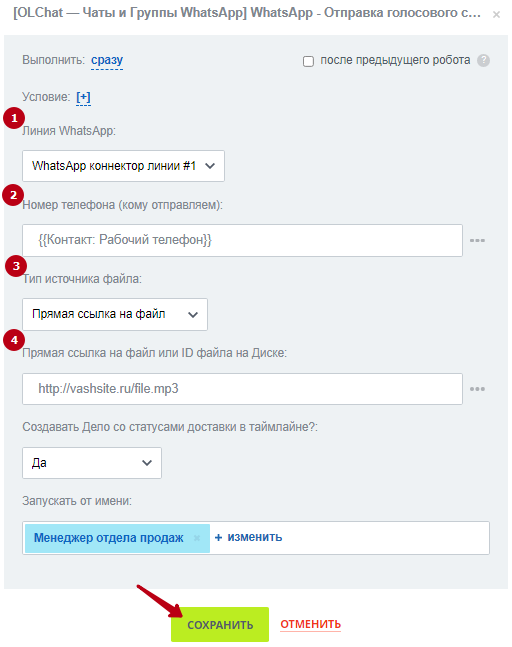 [OLChat — Чаты и Группы WhatsApp] WhatsApp - Отправка голосового с... ×
Выполнить: сразу после предыдущего робота ?
Условие: [+]
1
Линия WhatsApp:
WhatsApp коннектор линии #1
2
Номер телефона (кому отправляем):
{{Контакт: Рабочий телефон}} •••
3
Тип источника файла:
Прямая ссылка на файл
4
Прямая ссылка на файл или ID файла на Диске:
http://vashsite.ru/file.mp3 •••
Создавать Дело со статусами доставки в таймлайне?:
Да
Запускать от имени:
Менеджер отдела продаж × + изменить
СОХРАНИТЬ ОТМЕНИТЬ